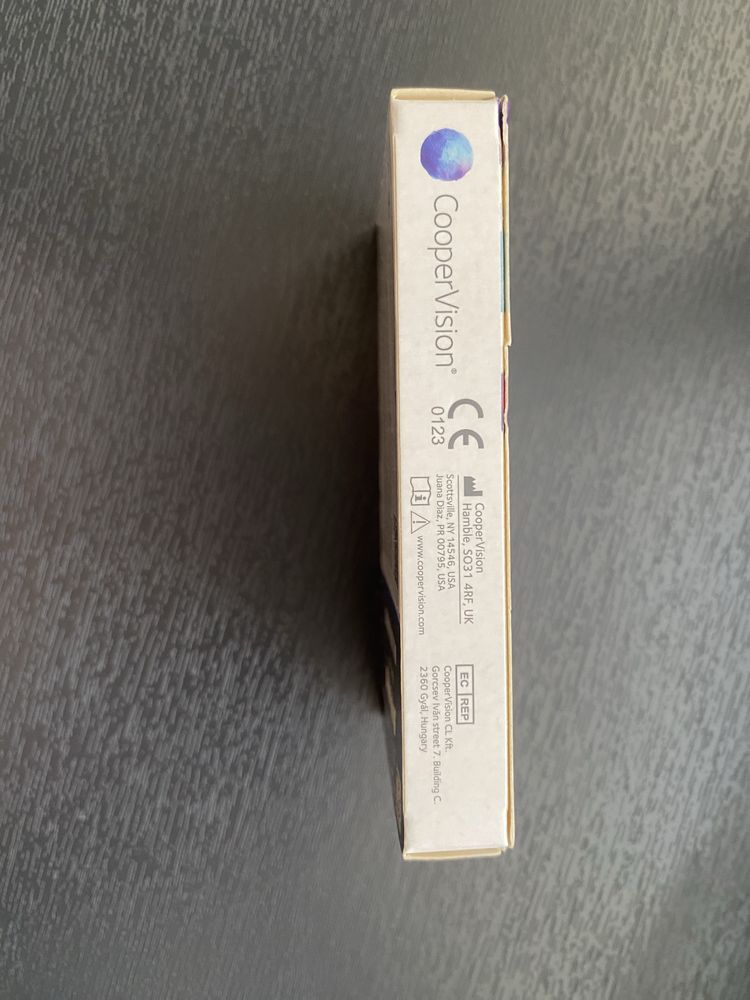 CooperVision®
CE
0123
CooperVision
Hamble, SO31 4RF, UK
Scottsville, NY 14546, USA
Juana Diaz, PR 00795, USA
www.coopervision.com
EC REP
CooperVision CL Kft.
Gorcsev Iván street 7. Building C.
2360 Gyál, Hungary